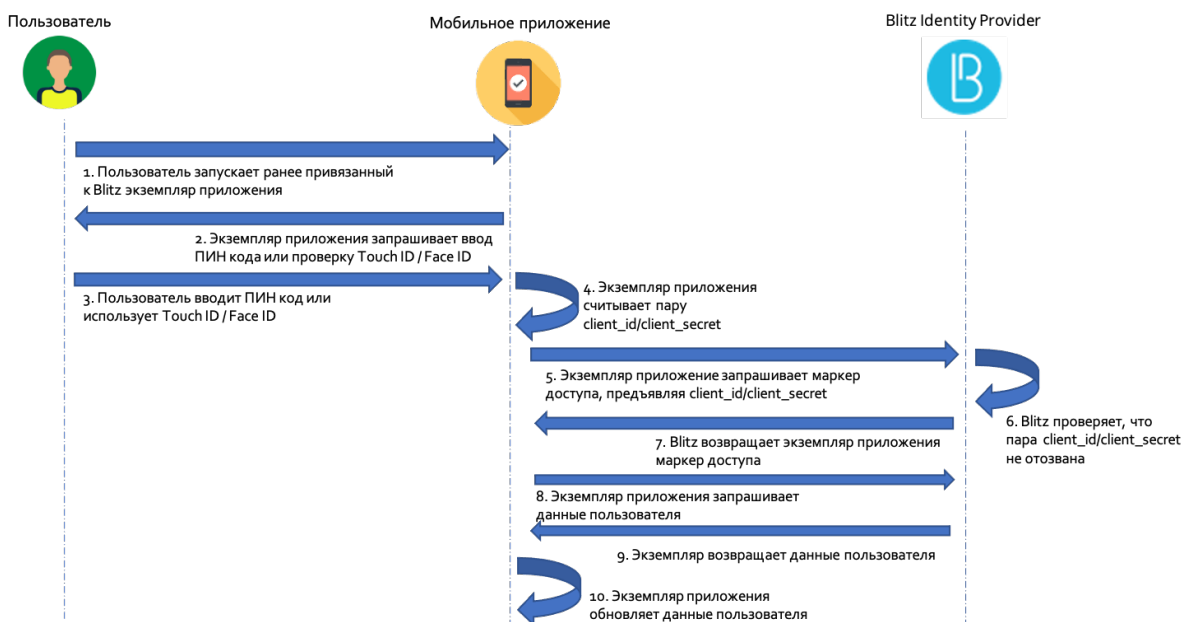 Пользователь
Мобильное приложение
Blitz Identity Provider
1. Пользователь запускает ранее привязанный
к Blitz экземпляр приложения
2. Экземпляр приложения запрашивает ввод
ПИН кода или проверку Touch ID / Face ID
3. Пользователь вводит ПИН код или
использует Touch ID / Face ID
4. Экземпляр приложения
считывает пару
client_id/client_secret
5. Экземпляр приложение запрашивает маркер
доступа, предъявляя client_id/client_secret
6. Blitz проверяет, что
пара client_id/client_secret
не отозвана
7. Blitz возвращает экземпляр приложения
маркер доступа
8. Экземпляр приложения запрашивает
данные пользователя
9. Экземпляр возвращает данные пользователя
10. Экземпляр приложения
обновляет данные пользователя